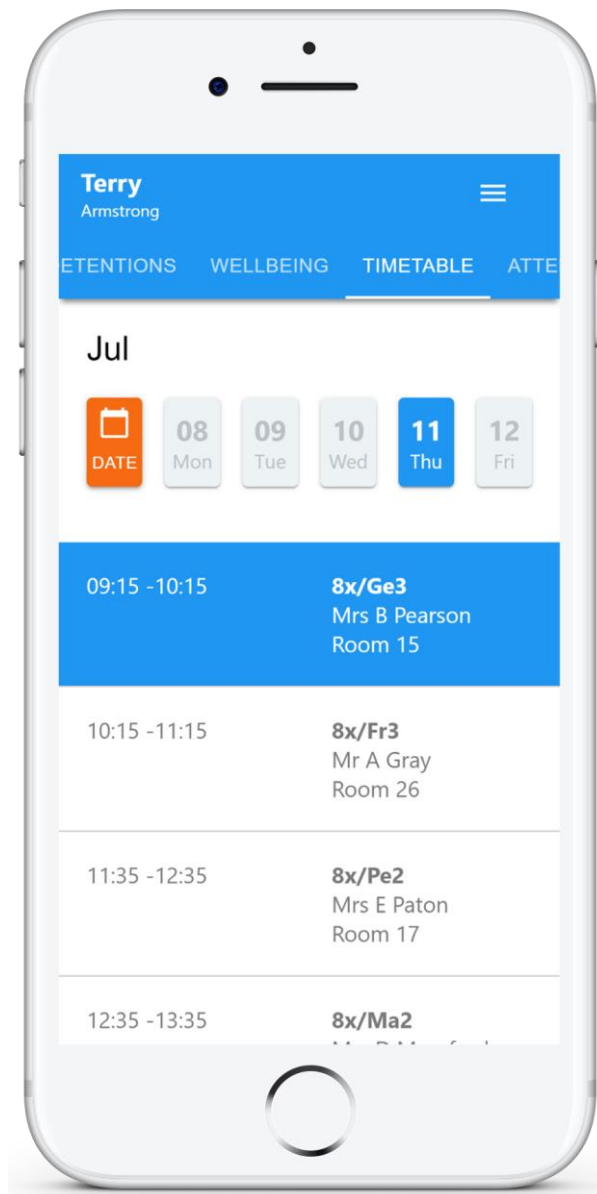 Terry
Armstrong
ETENTIONS WELLBEING TIMETABLE ATTE
Jul
DATE 08 Mon 09 Tue 10 Wed 11 Thu 12 Fri
09:15 -10:15 8x/Ge3
Mrs B Pearson
Room 15
10:15 -11:15 8x/Fr3
Mr A Gray
Room 26
11:35 -12:35 8x/Pe2
Mrs E Paton
Room 17
12:35 -13:35 8x/Ma2